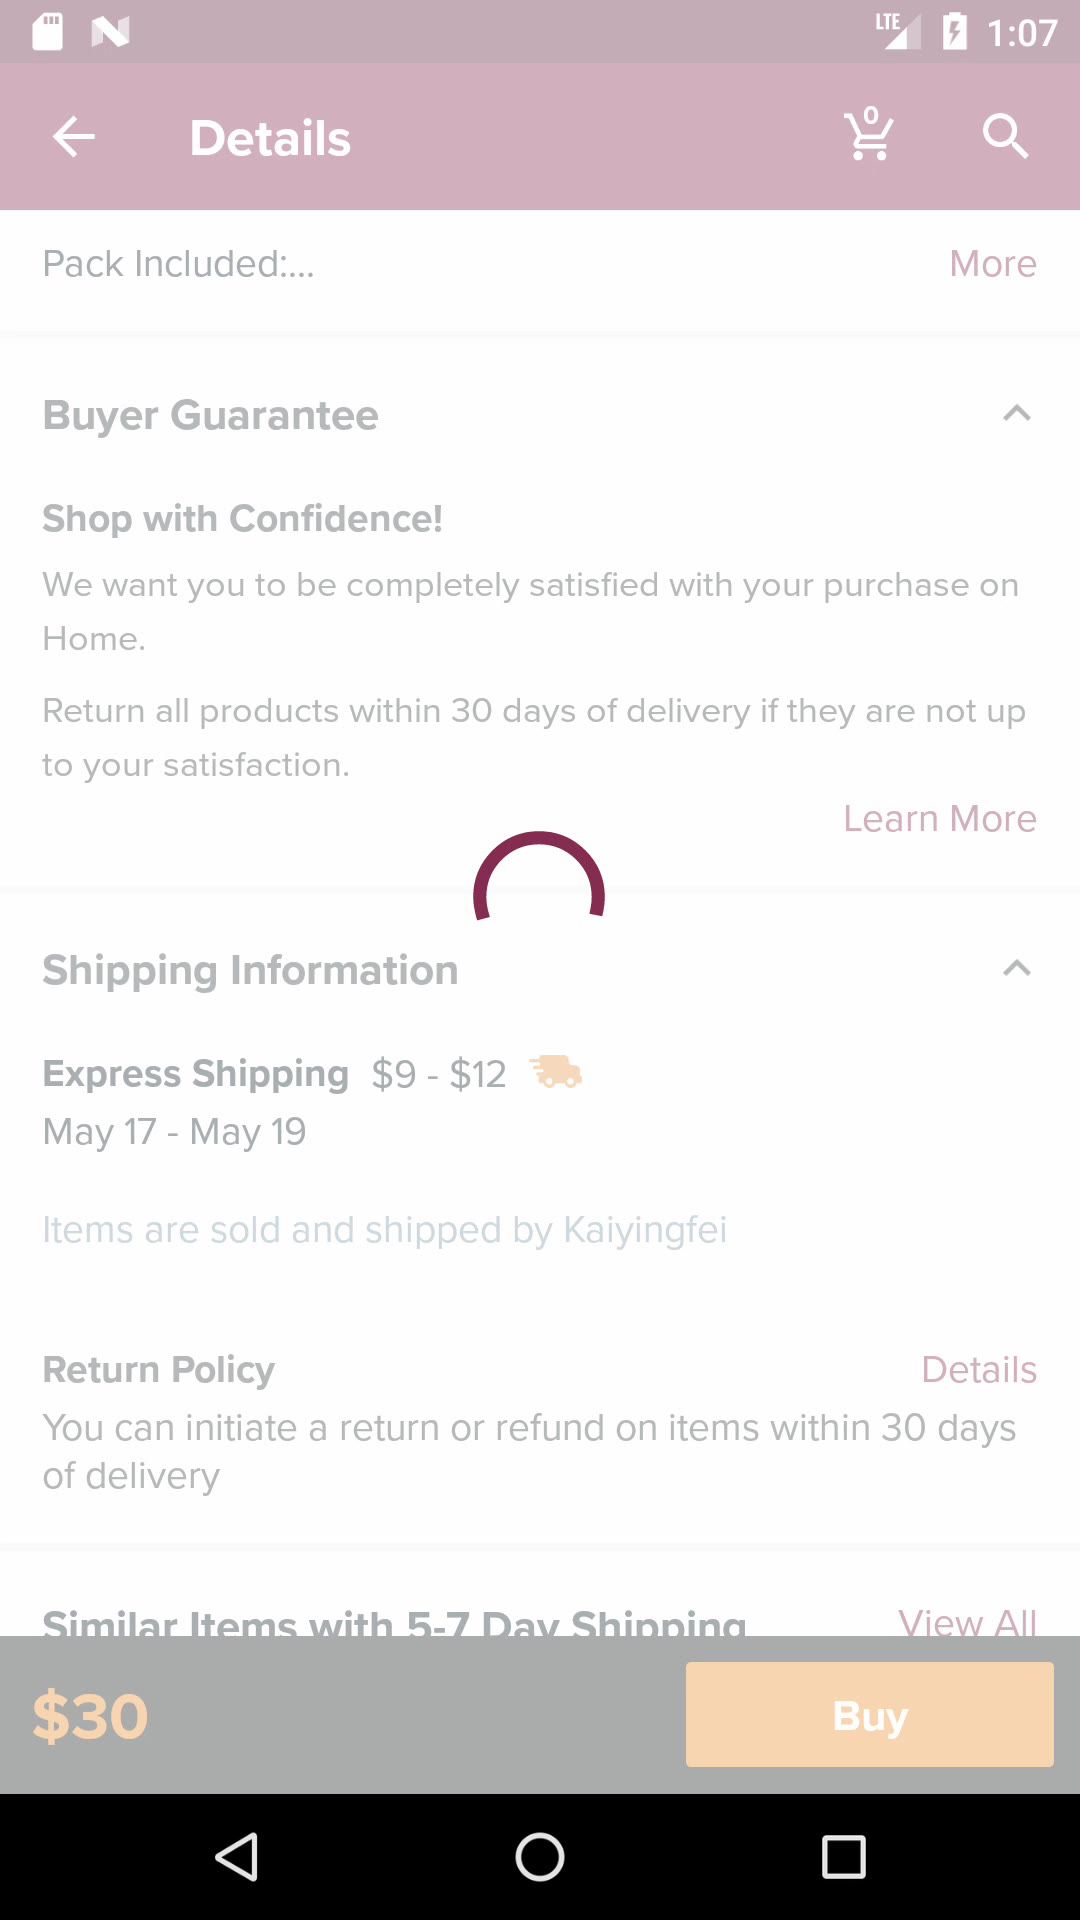 LTE 1:07
Details 0
Pack Included:... More
Buyer Guarantee
Shop with Confidence!
We want you to be completely satisfied with your purchase on
Home.
Return all products within 30 days of delivery if they are not up
to your satisfaction.
Learn More
Shipping Information
Express Shipping $9 - $12
May 17 - May 19
Items are sold and shipped by Kaiyingfei
Return Policy Details
You can initiate a return or refund on items within 30 days
of delivery
Similar Items with 5-7 Day Shipping View All
$30 Buy